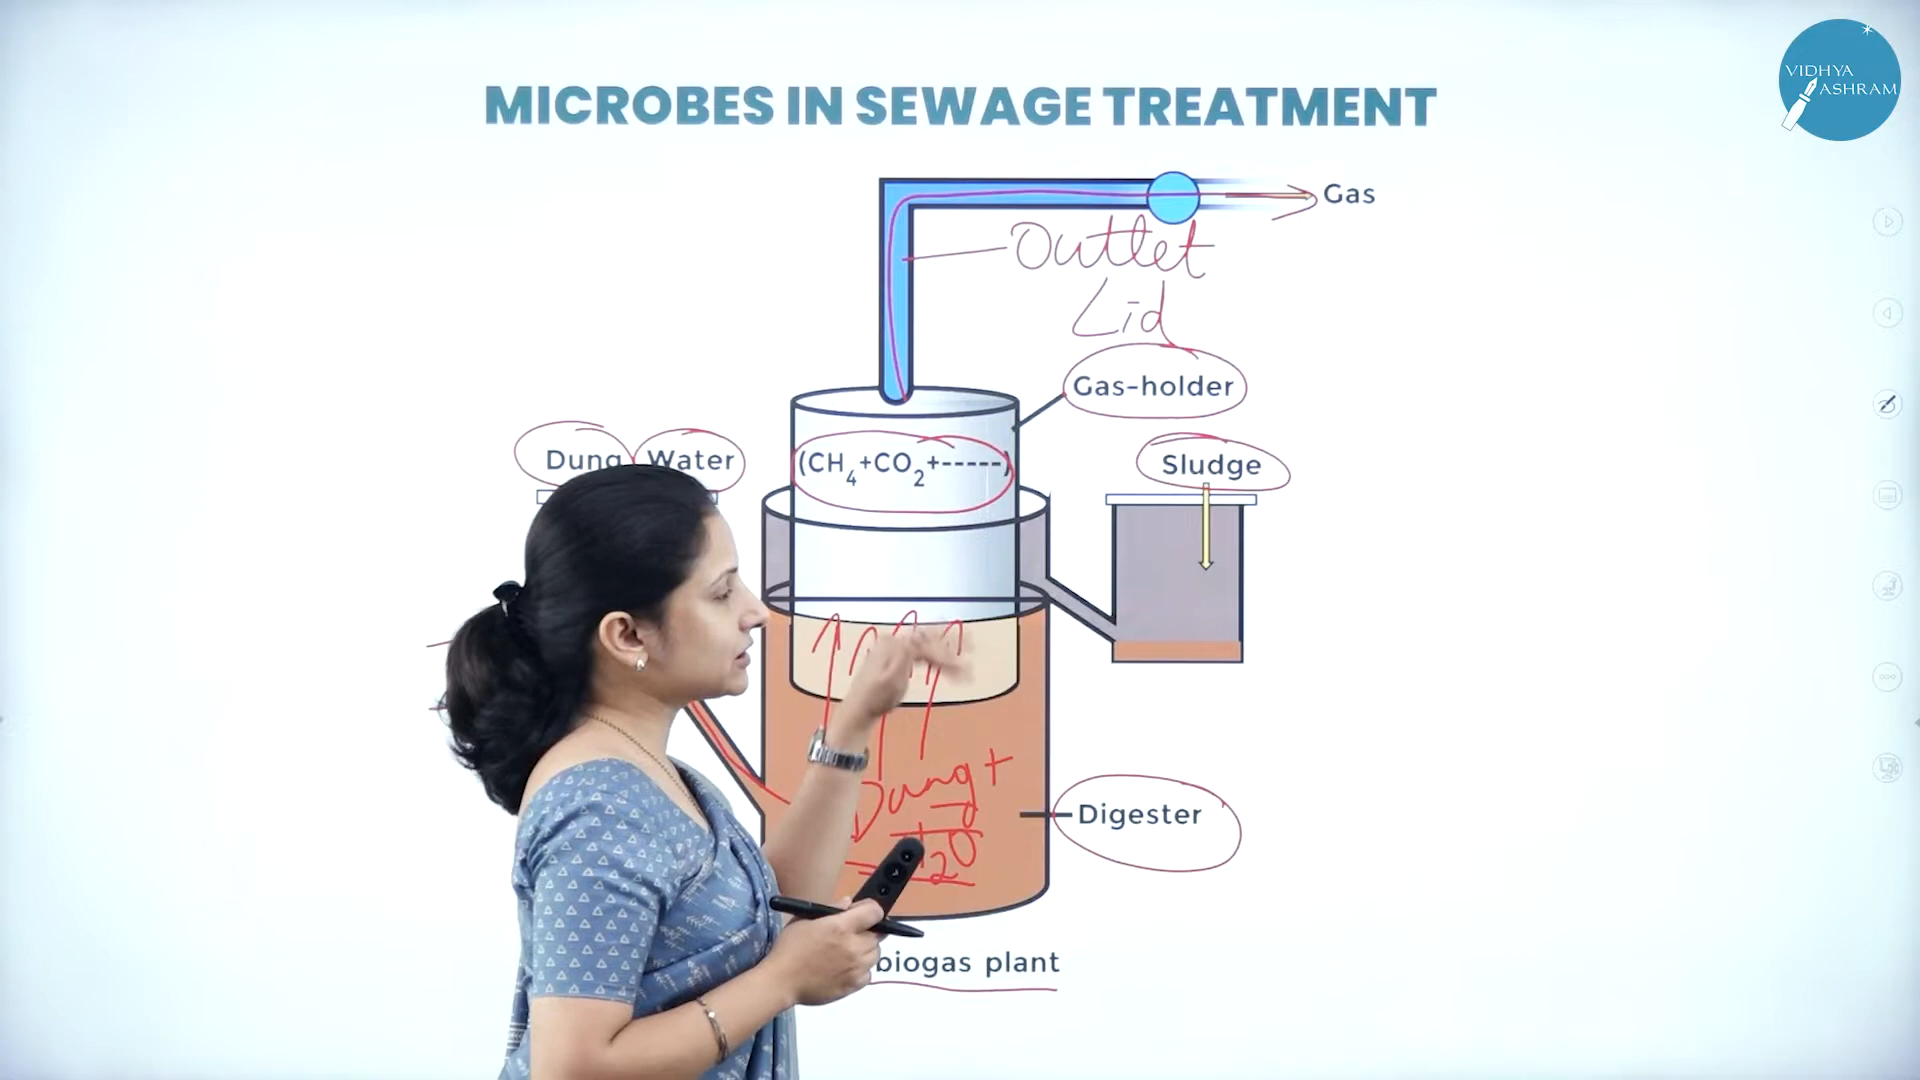 VIDHYA
ASHRAM
MICROBES IN SEWAGE TREATMENT
Gas
Outlet
Lid
Gas-holder
Dung Water
(CH4+CO2+-----)
Sludge
Dung+
H2O
Digester
biogas plant